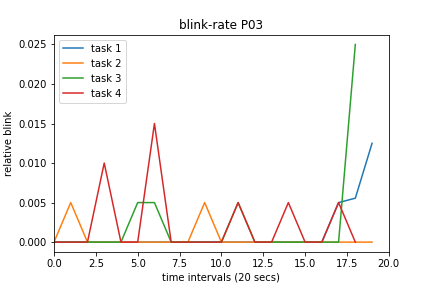 blink-rate P03
task 1
task 2
task 3
task 4
relative blink
0.025
0.020
0.015
0.010
0.005
0.000
0.0 2.5 5.0 7.5 10.0 12.5 15.0 17.5 20.0
time intervals (20 secs)